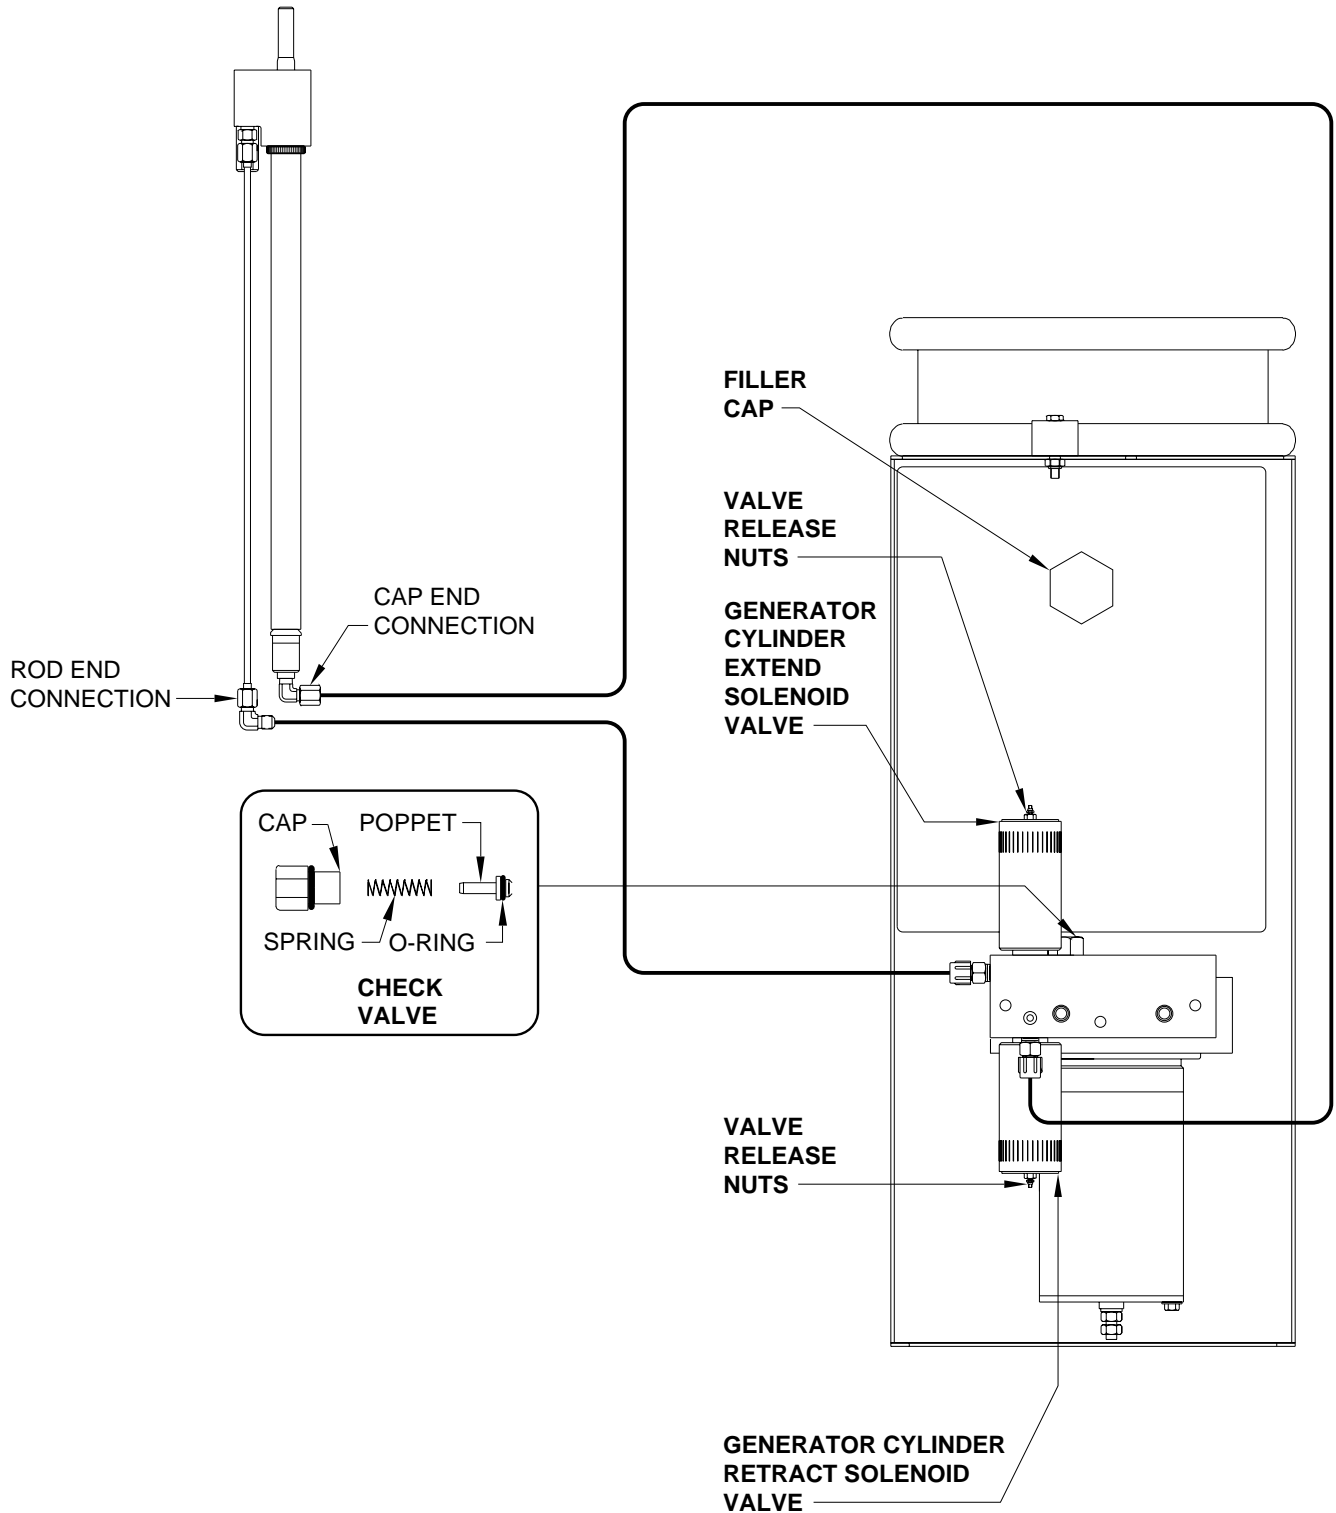 FILLER
CAP
VALVE
RELEASE
NUTS
CAP END
CONNECTION
GENERATOR
CYLINDER
EXTEND
SOLENOID
VALVE
ROD END
CONNECTION
CAP
POPPET
SPRING
O-RING
CHECK
VALVE
VALVE
RELEASE
NUTS
GENERATOR CYLINDER
RETRACT SOLENOID
VALVE